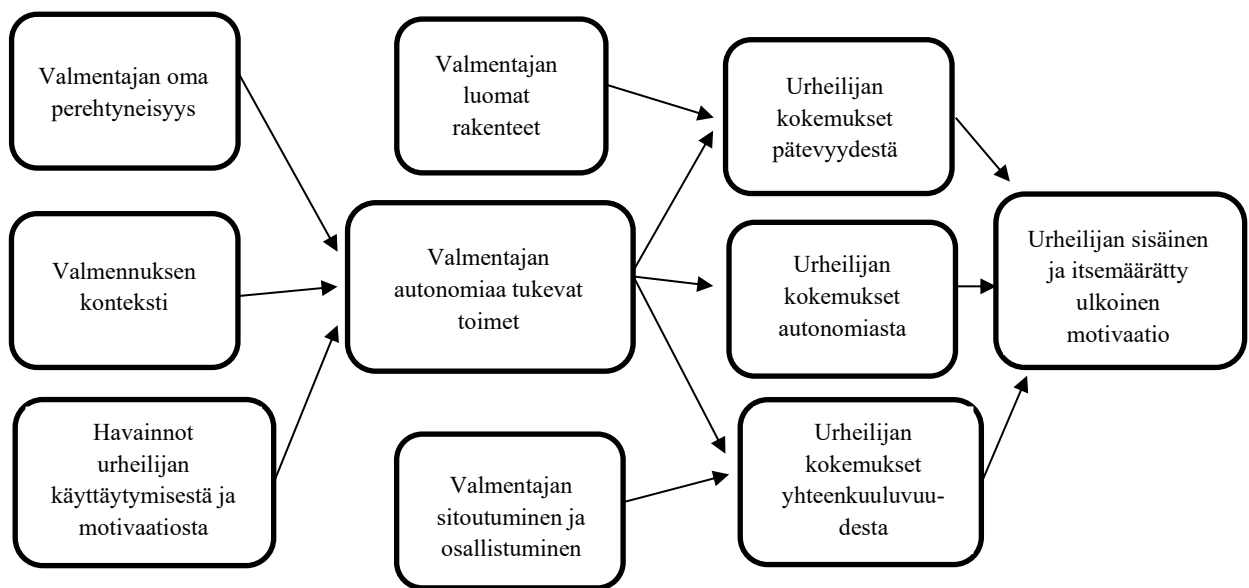 Valmentajan oma
perehtyneisyys
Valmennuksen
konteksti
Havainnot
urheilijan
käyttäytymisestä ja
motivaatiosta
Valmentajan
luomat
rakenteet
Valmentajan
autonomiaa tukevat
toimet
Valmentajan
sitoutuminen ja
osallistuminen
Urheilijan
kokemukset
pätevyydestä
Urheilijan
kokemukset
autonomiasta
Urheilijan
kokemukset
yhteenkuuluvuu-
desta
Urheilijan sisäinen
ja itsemäärätty
ulkoinen
motivaatio